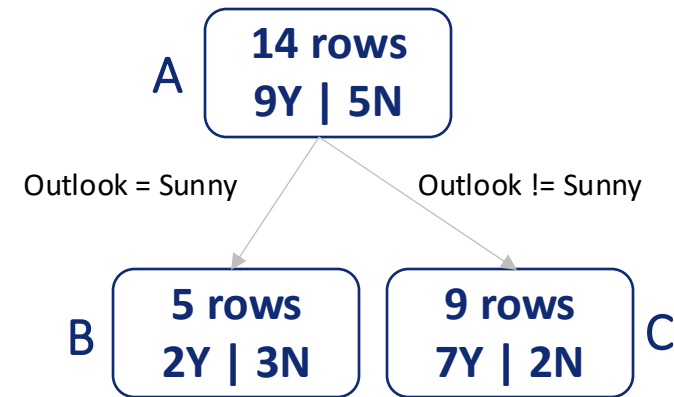 A
14 rows
9Y | 5N
Outlook = Sunny
Outlook != Sunny
B
5 rows
2Y | 3N
9 rows
7Y | 2N
C